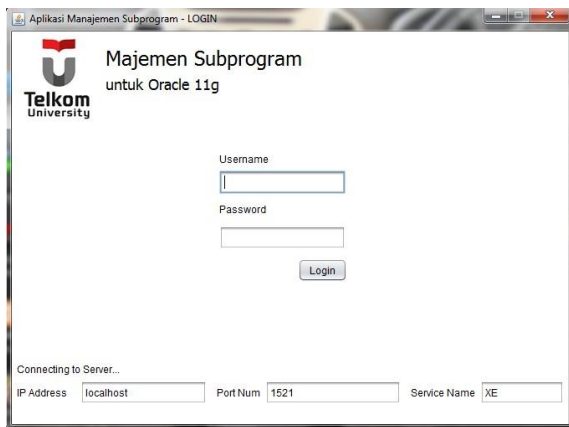 Aplikasi Manajemen Subprogram - LOGIN
Telkom
University
Majemen Subprogram
untuk Oracle 11g
Username
Password
Login
Connecting to Server...
IP Address localhost Port Num 1521 Service Name XE